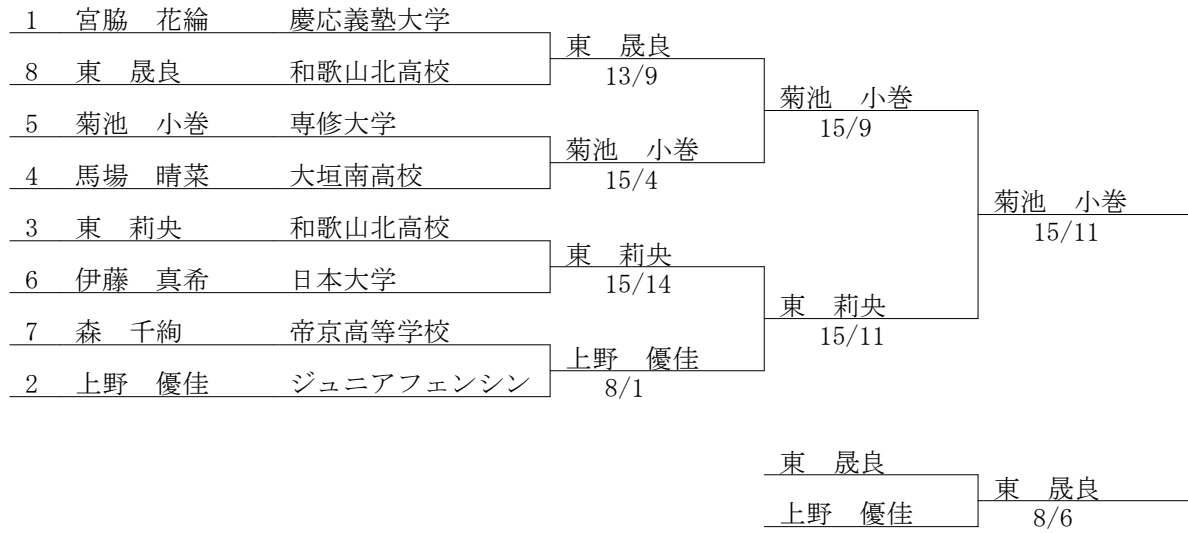 1 宮脇 花綸 慶応義塾大学
東 晟良
8 東 晟良 和歌山北高校
13/9
菊池 小巻
5 菊池 小巻 専修大学
15/9
菊池 小巻
4 馬場 晴菜 大垣南高校
15/4
菊池 小巻
3 東 莉央 和歌山北高校
15/11
東 莉央
6 伊藤 真希 日本大学
15/14
東 莉央
7 森 千絢 帝京高等学校
15/11
上野 優佳
2 上野 優佳 ジュニアフェンシン
8/1
東 晟良
東 晟良
上野 優佳
8/6